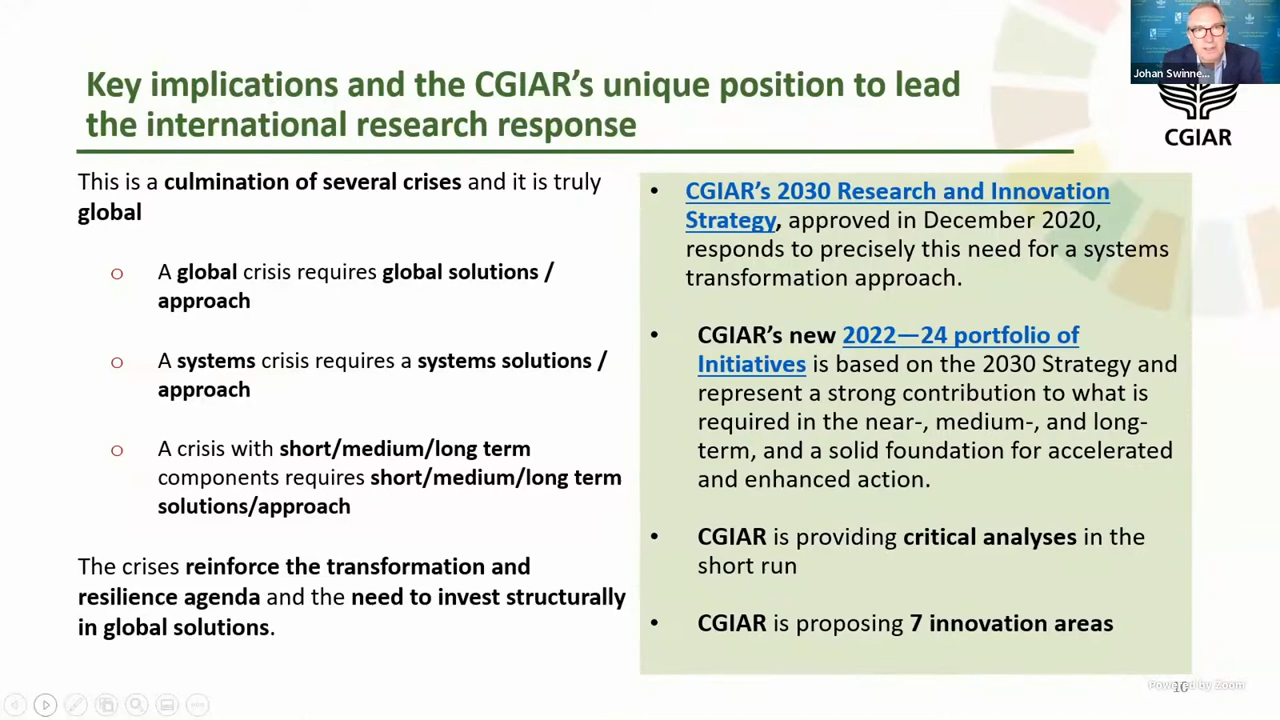 Key implications and the CGIAR's unique position to lead
the international research response
Johan Swinne...
CGIAR
This is a culmination of several crises and it is truly
global
o A global crisis requires global solutions /
approach
o A systems crisis requires a systems solutions /
approach
o A crisis with short/medium/long term
components requires short/medium/long term
solutions/approach
The crises reinforce the transformation and
resilience agenda and the need to invest structurally
in global solutions.
• CGIAR's 2030 Research and Innovation
Strategy, approved in December 2020,
responds to precisely this need for a systems
transformation approach.
• CGIAR's new 2022—24 portfolio of
Initiatives is based on the 2030 Strategy and
represent a strong contribution to what is
required in the near-, medium-, and long-
term, and a solid foundation for accelerated
and enhanced action.
• CGIAR is providing critical analyses in the
short run
• CGIAR is proposing 7 innovation areas
Powered by Zoom